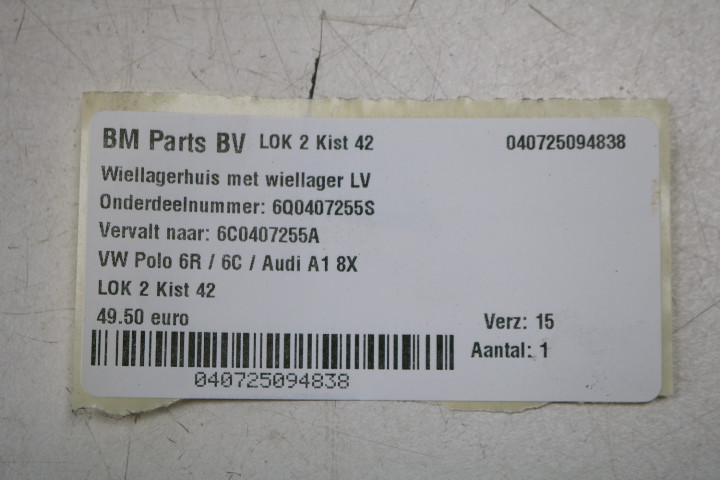 BM Parts BV LOK 2 Kist 42 040725094838
Wiellagerhuis met wiellager LV
Onderdeelnummer: 6Q0407255S
Vervalt naar: 6C0407255A
VW Polo 6R / 6C / Audi A1 8X
LOK 2 Kist 42
49.50 euro Verz: 15
Aantal: 1
040725094838